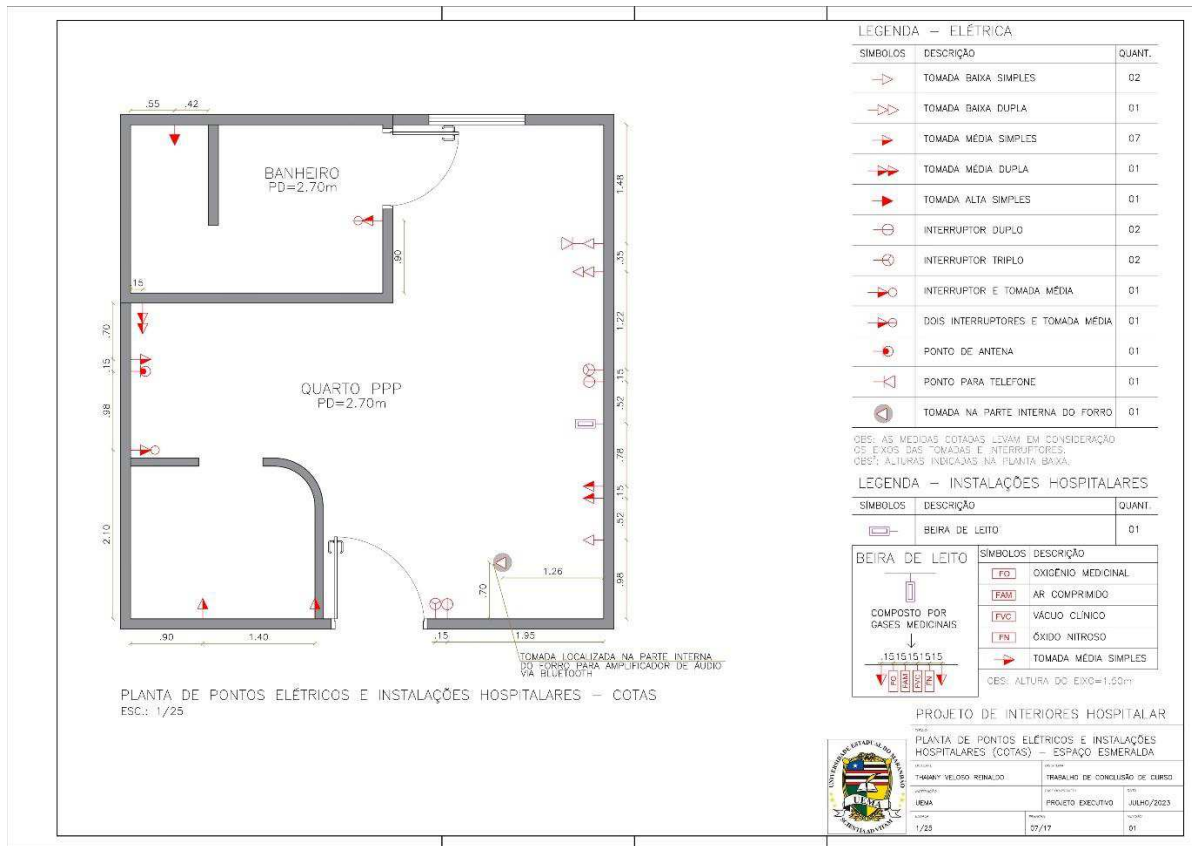 .55
.42
BANHEIRO
PD=2.70m
.90
.15
.70
.15
.98
2.10
QUARTO PPP
PD=2.70m
1.48
.35
1.22
.15
.52
.78
.15
.52
.98
1.26
.70
.90
1.40
.15
1.95
TOMADA LOCALIZADA NA PARTE INTERNA
DO FORRO PARA AMPLIFICADOR DE ÁUDIO
VIA BLUETOOTH
PLANTA DE PONTOS ELÉTRICOS E INSTALAÇÕES HOSPITALARES – COTAS
ESC.: 1/25
LEGENDA – ELÉTRICA
SÍMBOLOS DESCRIÇÃO QUANT.
TOMADA BAIXA SIMPLES 02
TOMADA BAIXA DUPLA 01
TOMADA MÉDIA SIMPLES 07
TOMADA MÉDIA DUPLA 01
TOMADA ALTA SIMPLES 01
INTERRUPTOR DUPLO 02
INTERRUPTOR TRIPLO 02
INTERRUPTOR E TOMADA MÉDIA 01
DOIS INTERRUPTORES E TOMADA MÉDIA 01
PONTO DE ANTENA 01
PONTO PARA TELEFONE 01
TOMADA NA PARTE INTERNA DO FORRO 01
OBS: AS MEDIDAS COTADAS LEVAM EM CONSIDERAÇÃO
OS EIXOS DAS TOMADAS E INTERRUPTORES.
OBS²: ALTURAS INDICADAS NA PLANTA BAIXA.
LEGENDA – INSTALAÇÕES HOSPITALARES
SÍMBOLOS DESCRIÇÃO QUANT.
BEIRA DE LEITO 01
BEIRA DE LEITO
COMPOSTO POR
GASES MEDICINAIS
.15 15 15 15 15
FO FAM FVC FN
SÍMBOLOS DESCRIÇÃO
FO OXIGÊNIO MEDICINAL
FAM AR COMPRIMIDO
FVC VÁCUO CLÍNICO
FN ÓXIDO NITROSO
TOMADA MÉDIA SIMPLES
OBS: ALTURA DO EIXO=1.50m
PROJETO DE INTERIORES HOSPITALAR
PLANTA DE PONTOS ELÉTRICOS E INSTALAÇÕES
HOSPITALARES (COTAS) – ESPAÇO ESMERALDA
THAIANY VELOSO REINALDO TRABALHO DE CONCLUSÃO DE CURSO
UEMA PROJETO EXECUTIVO JULHO/2023
1/25 07/17 01
UNIVERSIDADE ESTADUAL DO MARANHÃO
UEMA
SCIENTIA AD VITAM